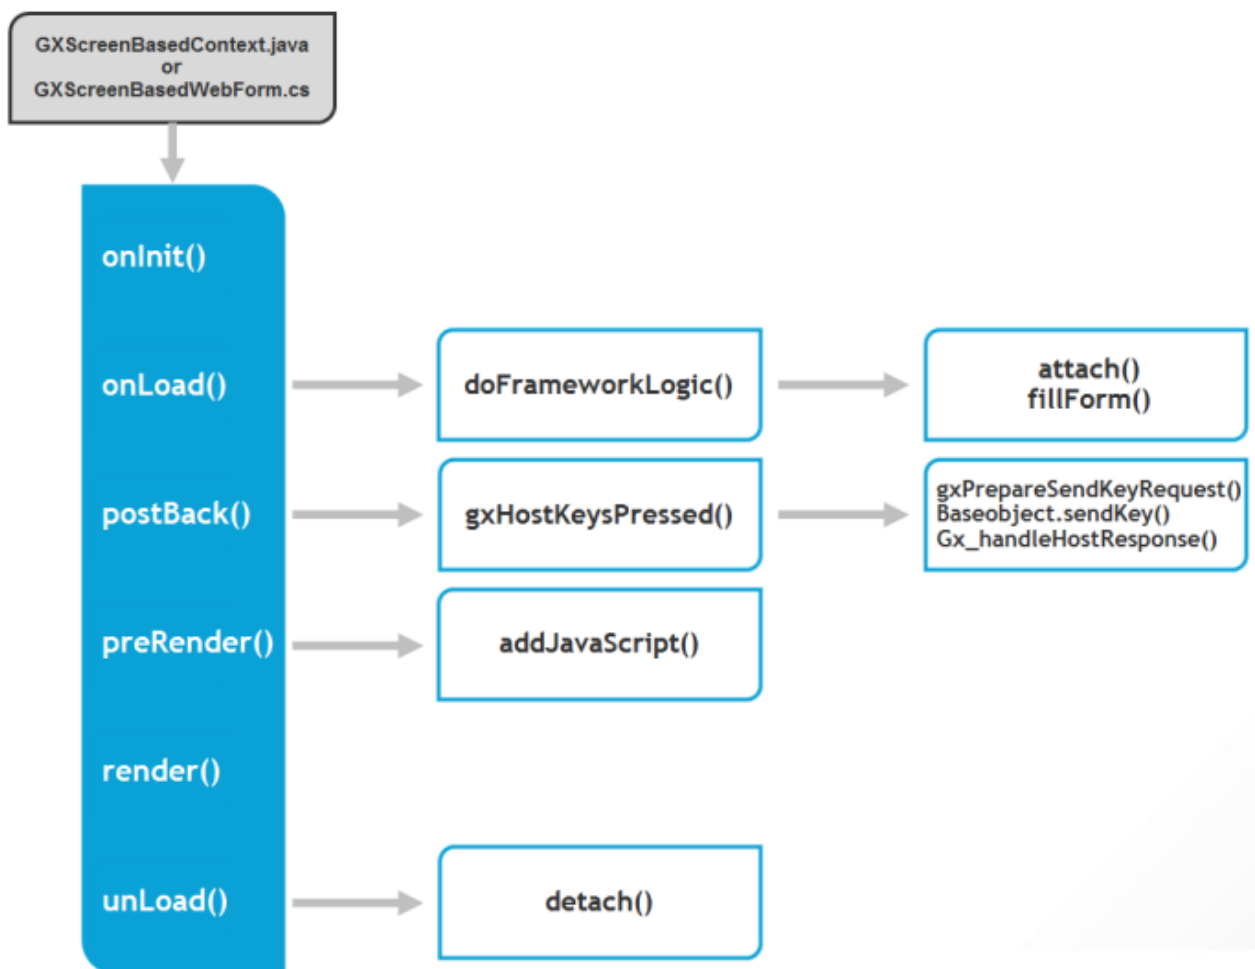 GXScreenBasedContext.java
or
GXScreenBasedWebForm.cs
onInit()
onLoad()
doFrameworkLogic()
attach()
fillForm()
postBack()
gxHostKeysPressed()
gxPrepareSendKeyRequest()
Baseobject.sendKey()
Gx_handleHostResponse()
preRender()
addJavaScript()
render()
unLoad()
detach()